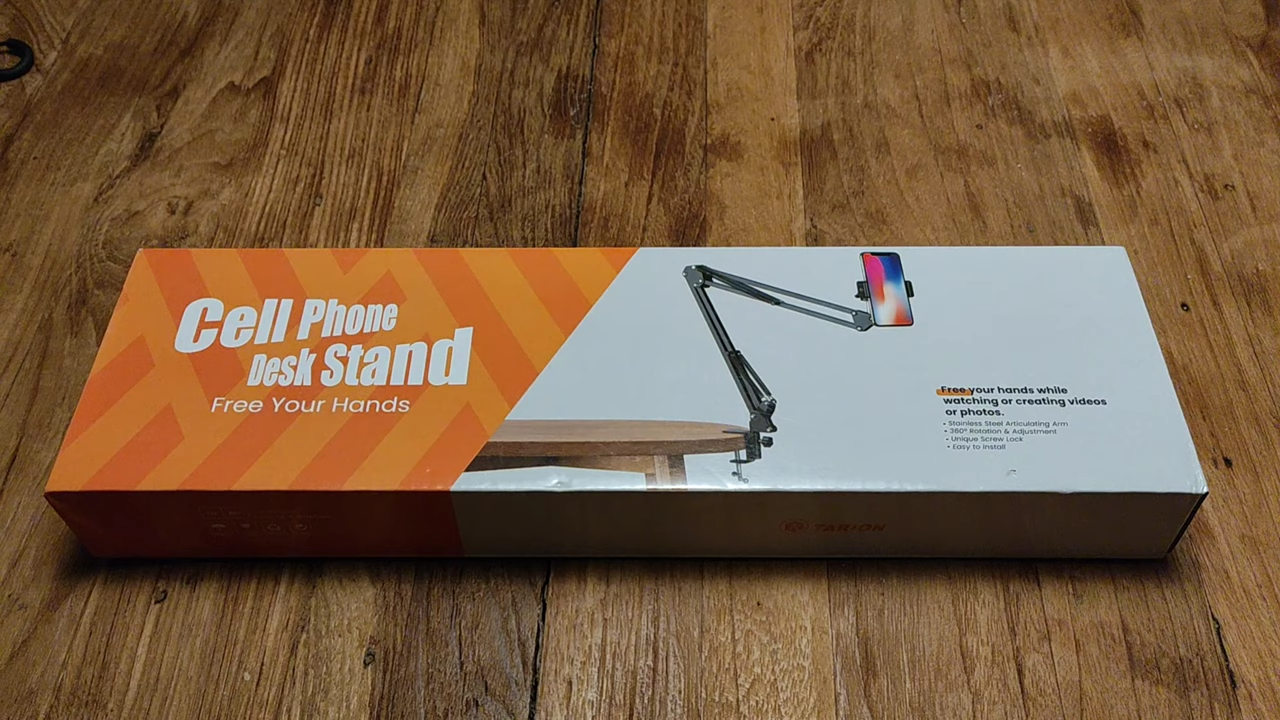 Cell Phone
Desk Stand
Free Your Hands
Free your hands while
watching or creating videos
or photos.
• Stainless Steel Articulating Arm
• 360° Rotation & Adjustment
• Unique Screw Lock
• Easy to Install
TARION